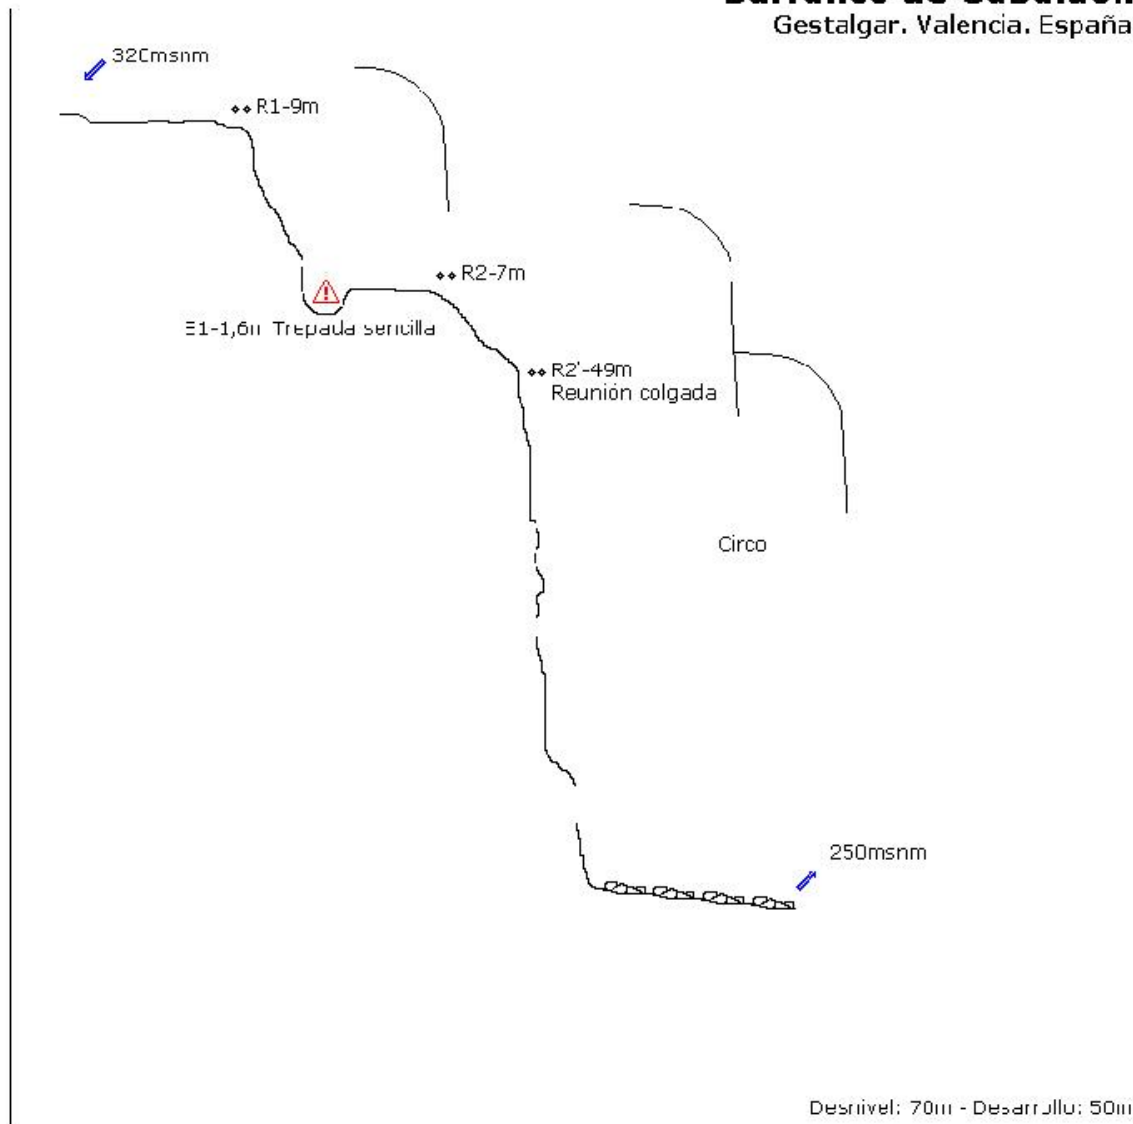 Gestalgar. Valencia. España
320msnm
R1-9m
R2-7m
E1-1,6m Trepada sencilla
R2'-49m
Reunión colgada
Circo
250msnm
Desnivel: 70m - Desarrollo: 50m